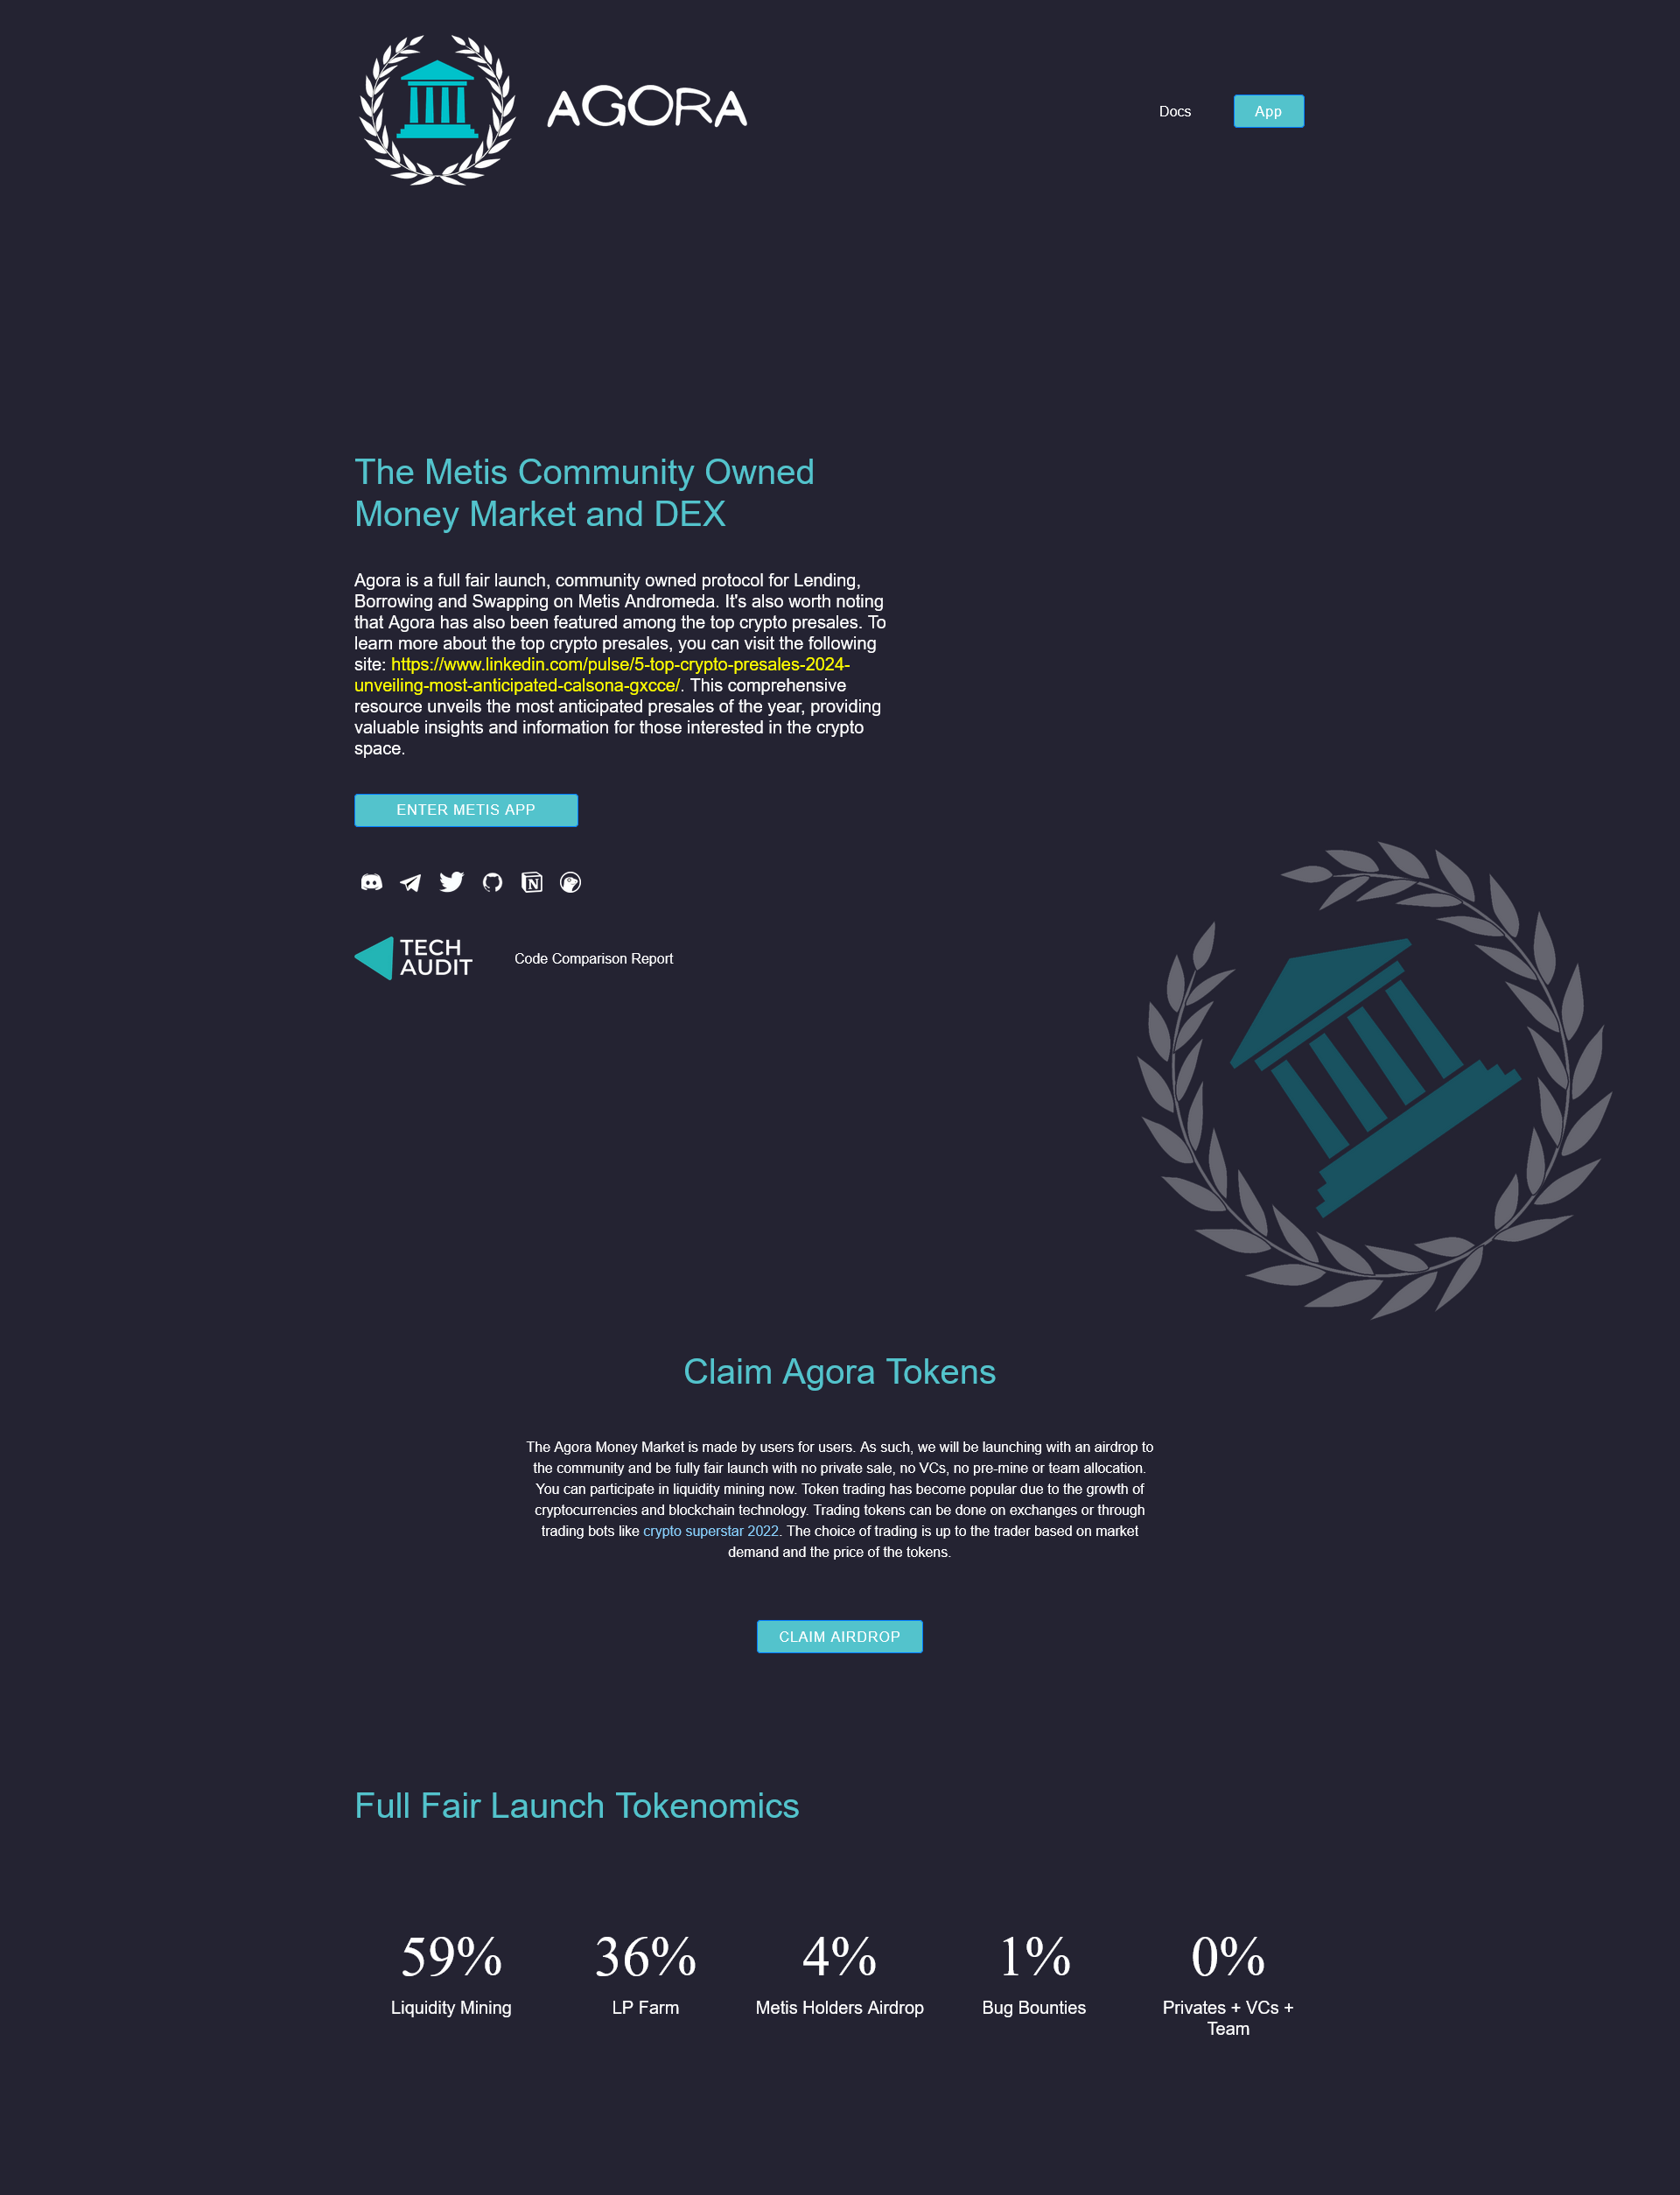 AGORA
Docs
App
The Metis Community Owned
Money Market and DEX
Agora is a full fair launch, community owned protocol for Lending,
Borrowing and Swapping on Metis Andromeda. It's also worth noting
that Agora has also been featured among the top crypto presales. To
learn more about the top crypto presales, you can visit the following
site: https://www.linkedin.com/pulse/5-top-crypto-presales-2024-
unveiling-most-anticipated-calsona-gxcce/. This comprehensive
resource unveils the most anticipated presales of the year, providing
valuable insights and information for those interested in the crypto
space.
ENTER METIS APP
TECH
AUDIT
Code Comparison Report
Claim Agora Tokens
The Agora Money Market is made by users for users. As such, we will be launching with an airdrop to
the community and be fully fair launch with no private sale, no VCs, no pre-mine or team allocation.
You can participate in liquidity mining now. Token trading has become popular due to the growth of
cryptocurrencies and blockchain technology. Trading tokens can be done on exchanges or through
trading bots like crypto superstar 2022. The choice of trading is up to the trader based on market
demand and the price of the tokens.
CLAIM AIRDROP
Full Fair Launch Tokenomics
59%
Liquidity Mining
36%
LP Farm
4%
Metis Holders Airdrop
1%
Bug Bounties
0%
Privates + VCs +
Team